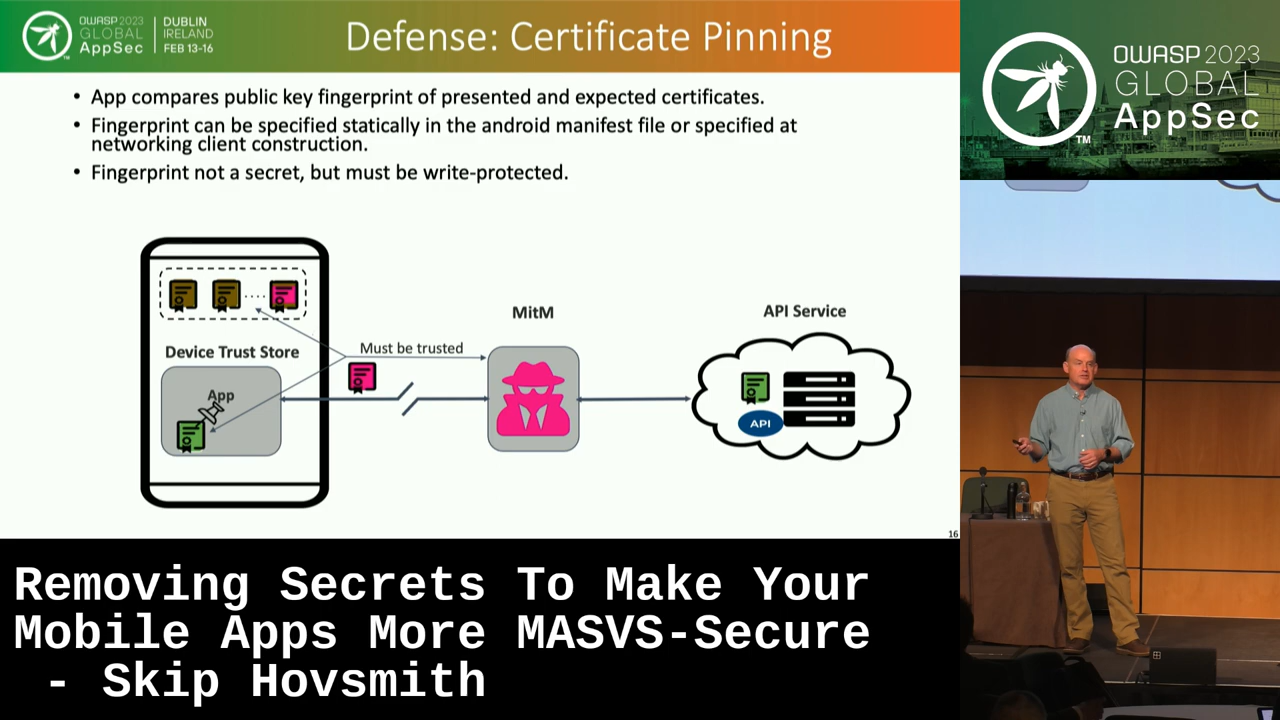 OWASP 2023
GLOBAL
AppSec
DUBLIN
IRELAND
FEB 13-16
TM
Defense: Certificate Pinning
• App compares public key fingerprint of presented and expected certificates.
• Fingerprint can be specified statically in the android manifest file or specified at
networking client construction.
• Fingerprint not a secret, but must be write-protected.
Device Trust Store
App
Must be trusted
MitM
API Service
API
16
OWASP 2023
GLOBAL
AppSec
TM
Removing Secrets To Make Your
Mobile Apps More MASVS-Secure
- Skip Hovsmith